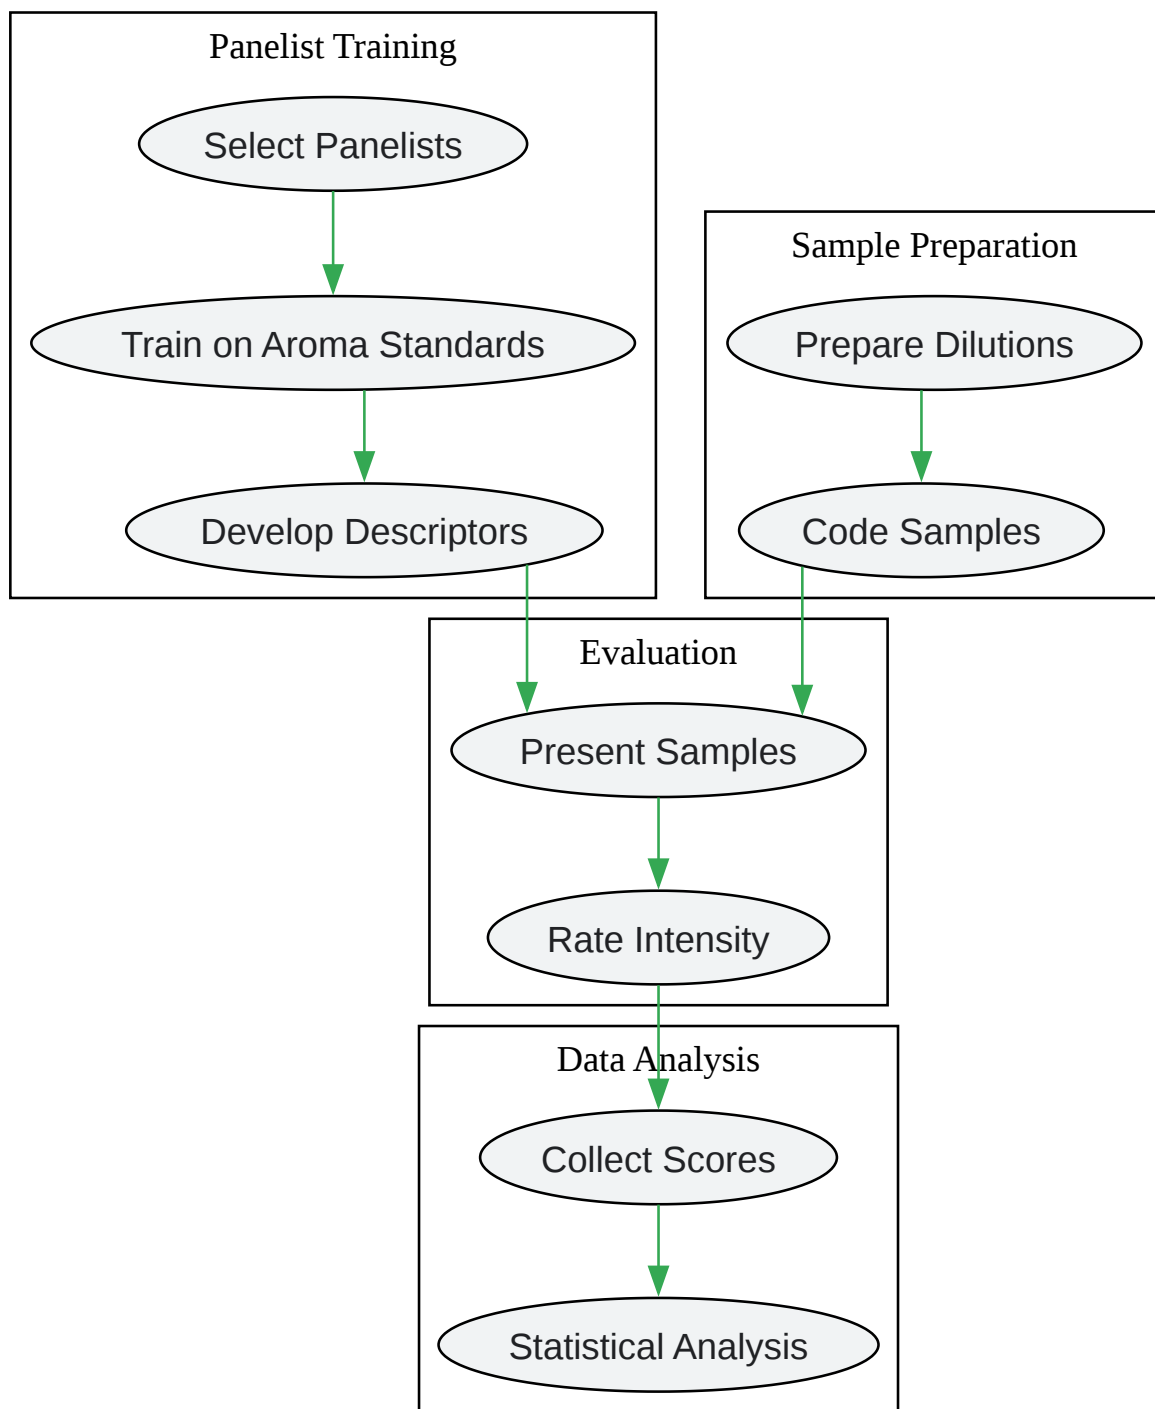 Panelist Training
Select Panelists
Train on Aroma Standards
Develop Descriptors
Sample Preparation
Prepare Dilutions
Code Samples
Evaluation
Present Samples
Rate Intensity
Data Analysis
Collect Scores
Statistical Analysis